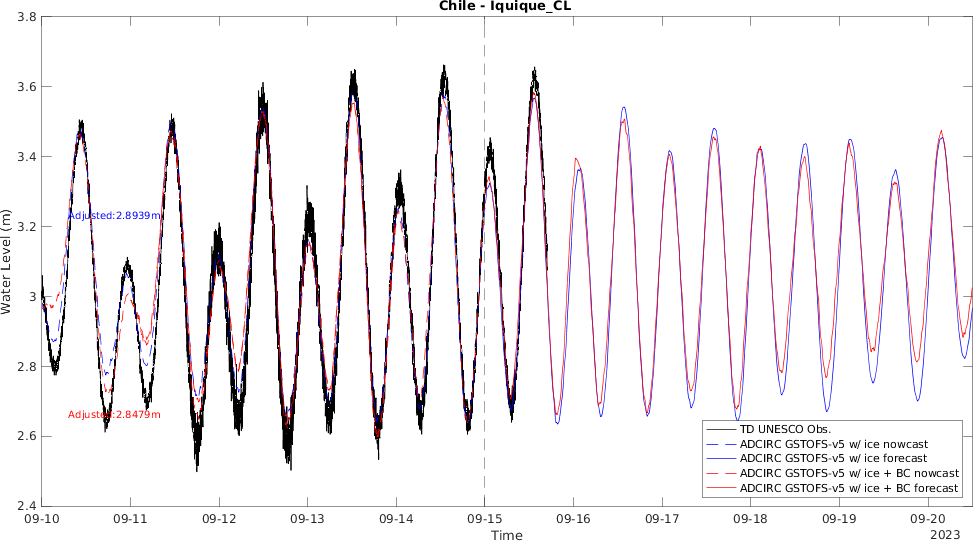 Chile - Iquique_CL
3.8
3.6
3.4
3.2
3
2.8
2.6
2.4
Water Level (m)
Adjusted:2.8939m
Adjusted:2.8479m
TD UNESCO Obs.
ADCIRC GSTOFS-v5 w/ ice nowcast
ADCIRC GSTOFS-v5 w/ ice forecast
ADCIRC GSTOFS-v5 w/ ice + BC nowcast
ADCIRC GSTOFS-v5 w/ ice + BC forecast
09-10 09-11 09-12 09-13 09-14 09-15 09-16 09-17 09-18 09-19 09-20
Time
2023